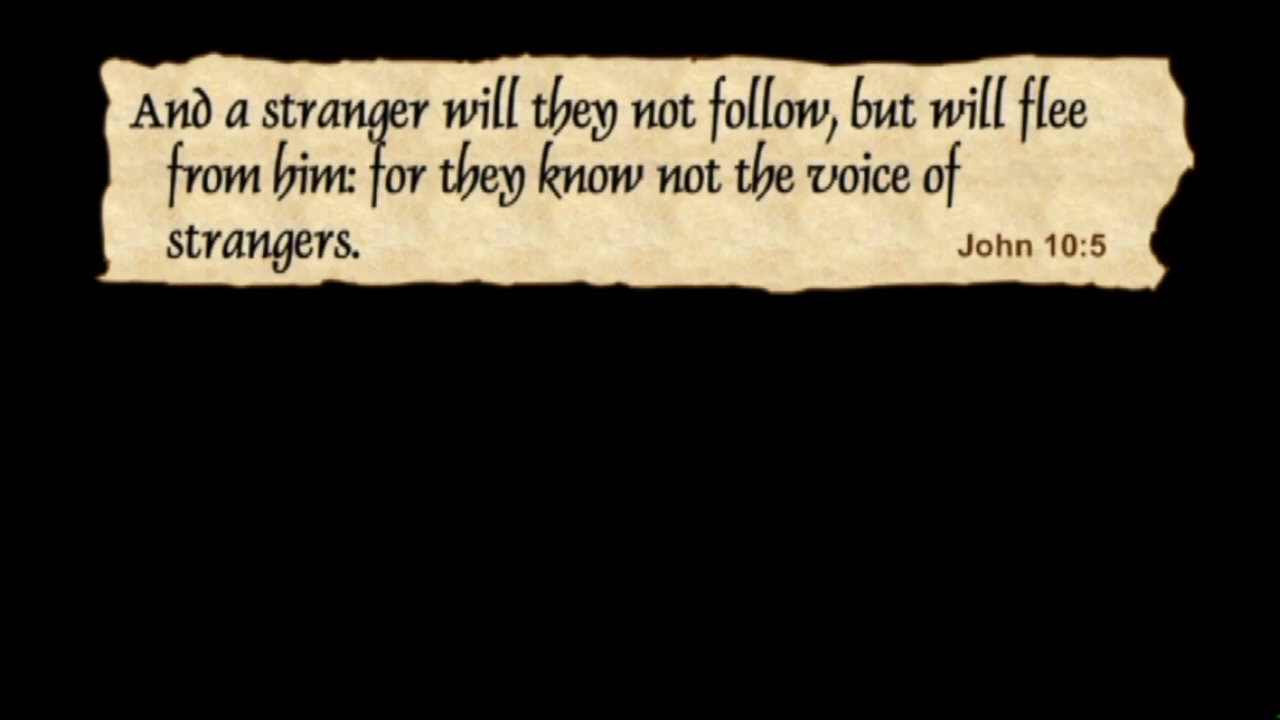 And a stranger will they not follow, but will flee
from him: for they know not the voice of
strangers.
John 10:5